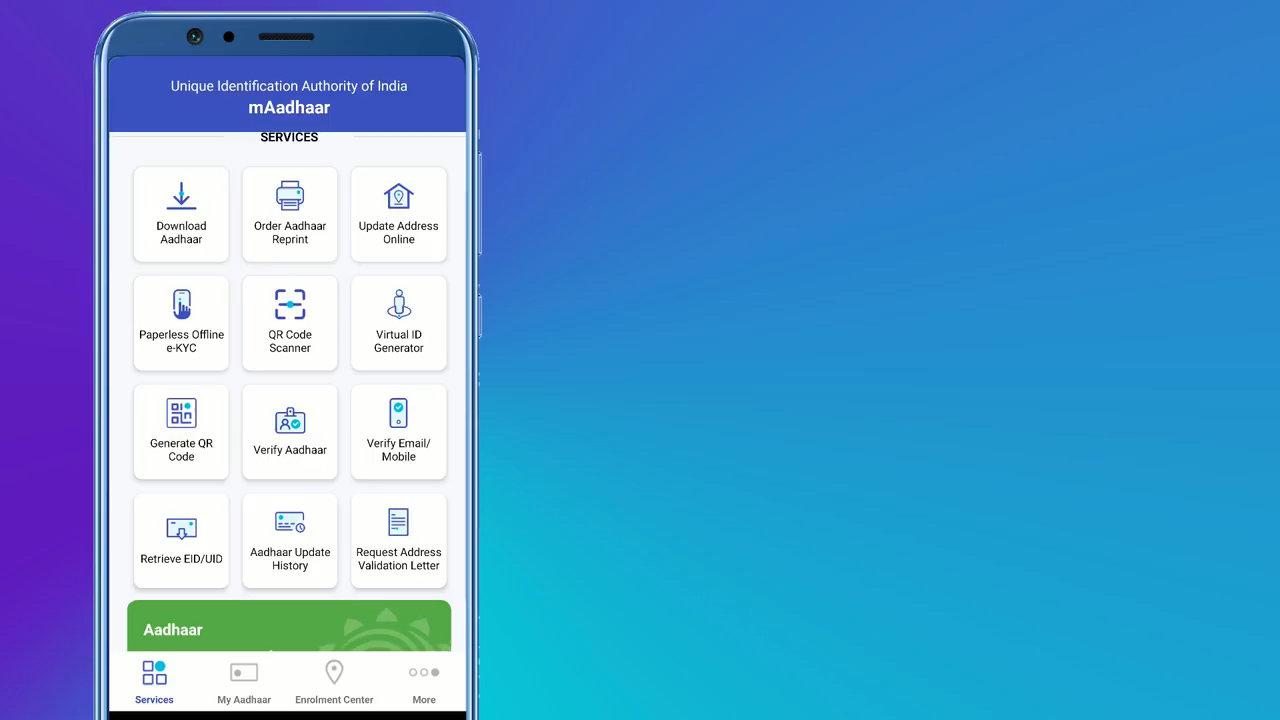 Unique Identification Authority of India
mAadhaar
SERVICES
Download
Aadhaar
Order Aadhaar
Reprint
Update Address
Online
Paperless Offline
e-KYC
QR Code
Scanner
Virtual ID
Generator
Generate QR
Code
Verify Aadhaar
Verify Email/
Mobile
Retrieve EID/UID
Aadhaar Update
History
Request Address
Validation Letter
Aadhaar
Services
My Aadhaar
Enrolment Center
More